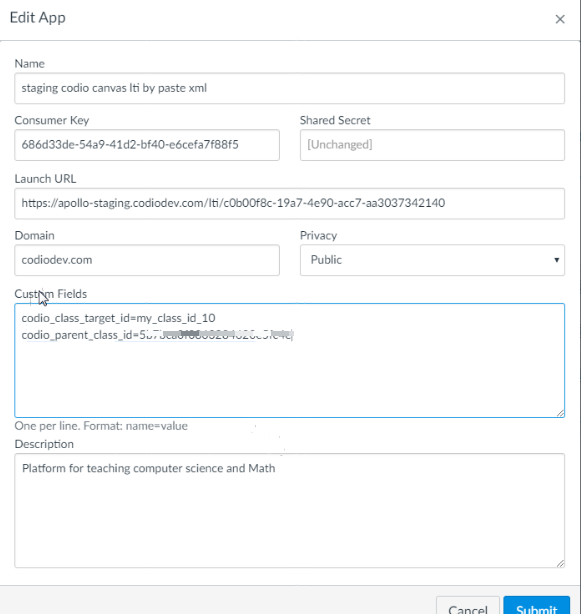 Edit App
Name
staging codio canvas lti by paste xml
Consumer Key
Shared Secret
686d33de-54a9-41d2-bf40-e6cefa7f88f5
[Unchanged]
Launch URL
https://apollo-staging.codiodev.com/lti/c0b00f8c-19a7-4e90-acc7-aa3037342140
Domain
Privacy
codiodev.com
Public
Custom Fields
codio_class_target_id=my_class_id_10
codio_parent_class_id=
One per line. Format: name=value
Description
Platform for teaching computer science and Math
Cancel
Submit